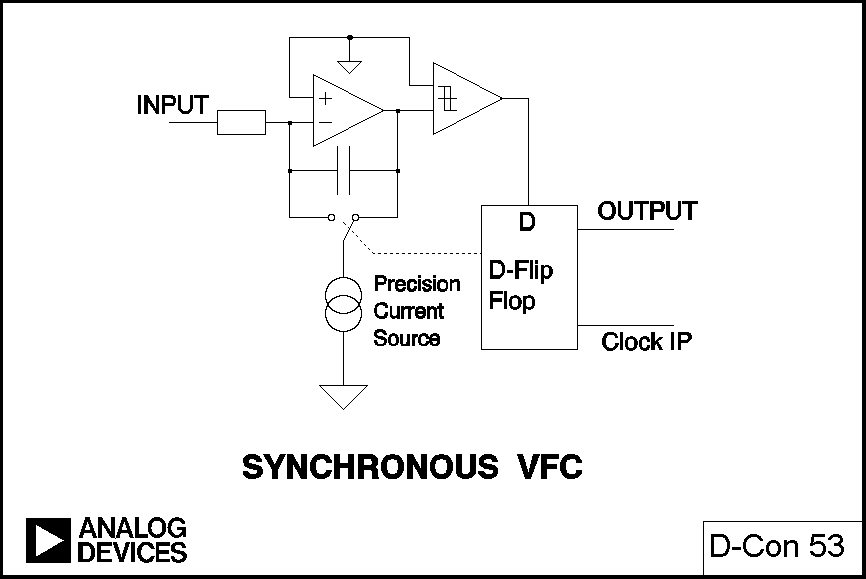 INPUT
+
−
D
OUTPUT
D-Flip
Flop
Precision
Current
Source
Clock IP
SYNCHRONOUS VFC
ANALOG
DEVICES
D-Con 53